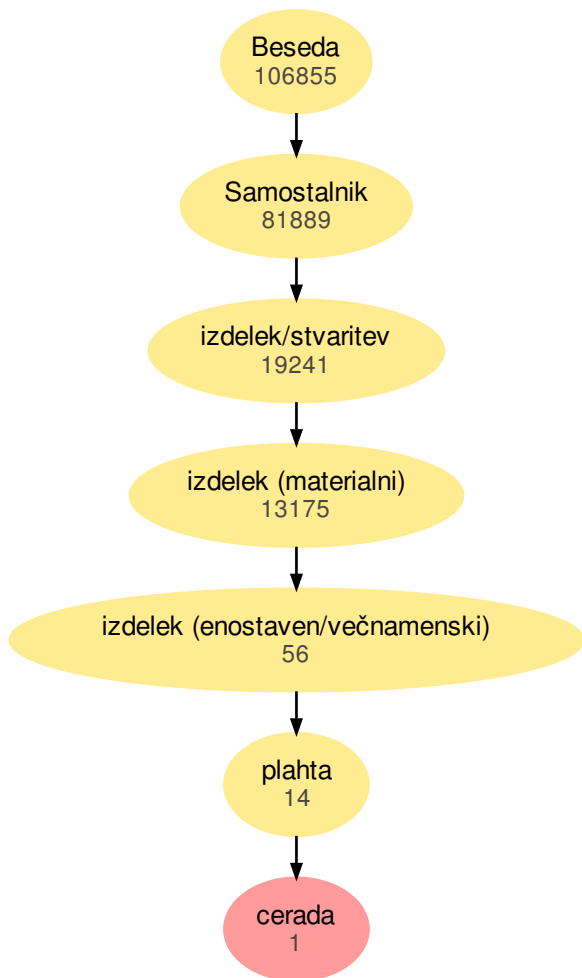 Beseda
106855
Samostalnik
81889
izdelek/stvaritev
19241
izdelek (materialni)
13175
izdelek (enostaven/večnamenski)
56
plahta
14
cerada
1